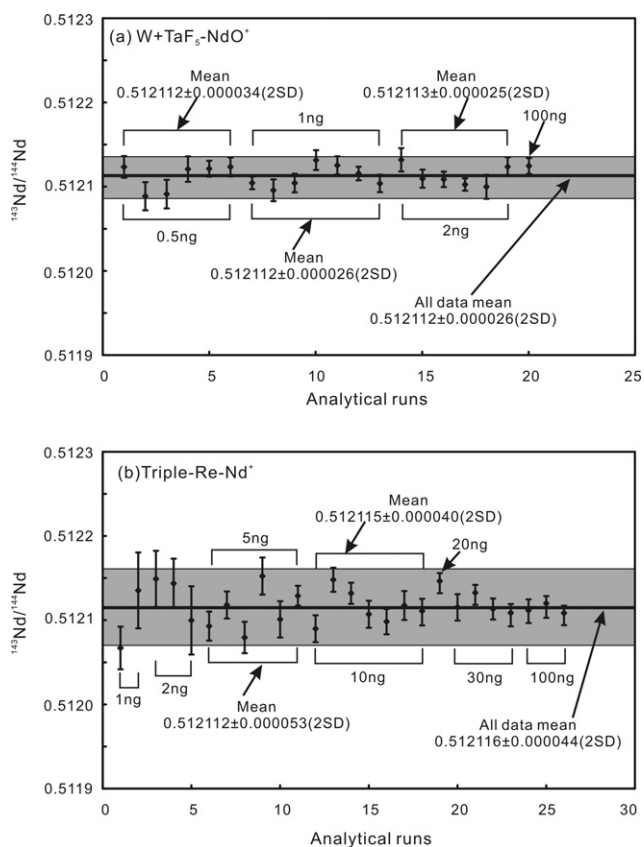 0.5123
(a) W+TaF₅-NdO⁺
Mean
0.512112±0.000034(2SD)
Mean
0.512113±0.000025(2SD)
0.5122
1ng
100ng
0.5121
¹⁴³Nd/¹⁴⁴Nd
0.5ng
2ng
Mean
0.512112±0.000026(2SD)
0.5120
All data mean
0.512112±0.000026(2SD)
0.5119
0 5 10 15 20 25
Analytical runs
0.5123
(b)Triple-Re-Nd⁺
Mean
0.512115±0.000040(2SD)
5ng
20ng
0.5122
0.5121
¹⁴³Nd/¹⁴⁴Nd
1ng
2ng
10ng
30ng
100ng
Mean
0.512112±0.000053(2SD)
0.5120
All data mean
0.512116±0.000044(2SD)
0.5119
0 5 10 15 20 25 30
Analytical runs